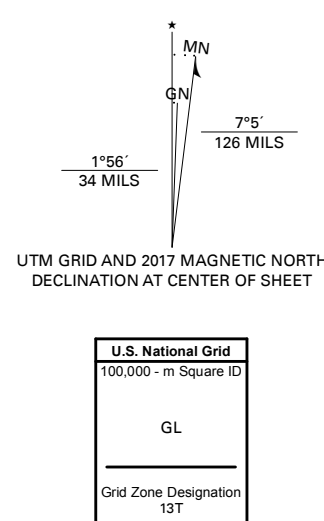 ★
MN
GN
7°5´
126 MILS
1°56´
34 MILS
UTM GRID AND 2017 MAGNETIC NORTH
DECLINATION AT CENTER OF SHEET
U.S. National Grid
100,000 - m Square ID
GL
Grid Zone Designation
13T